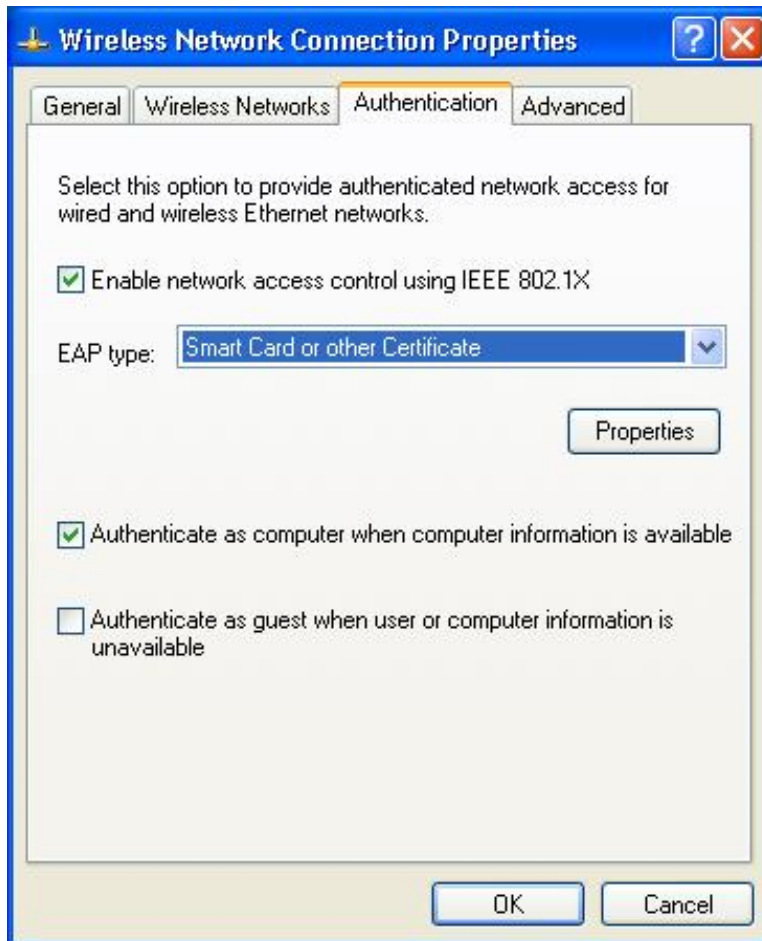 Wireless Network Connection Properties
?
X
General Wireless Networks Authentication Advanced
Select this option to provide authenticated network access for
wired and wireless Ethernet networks.
Enable network access control using IEEE 802.1X
EAP type: Smart Card or other Certificate
Properties
Authenticate as computer when computer information is available
Authenticate as guest when user or computer information is
unavailable
OK Cancel